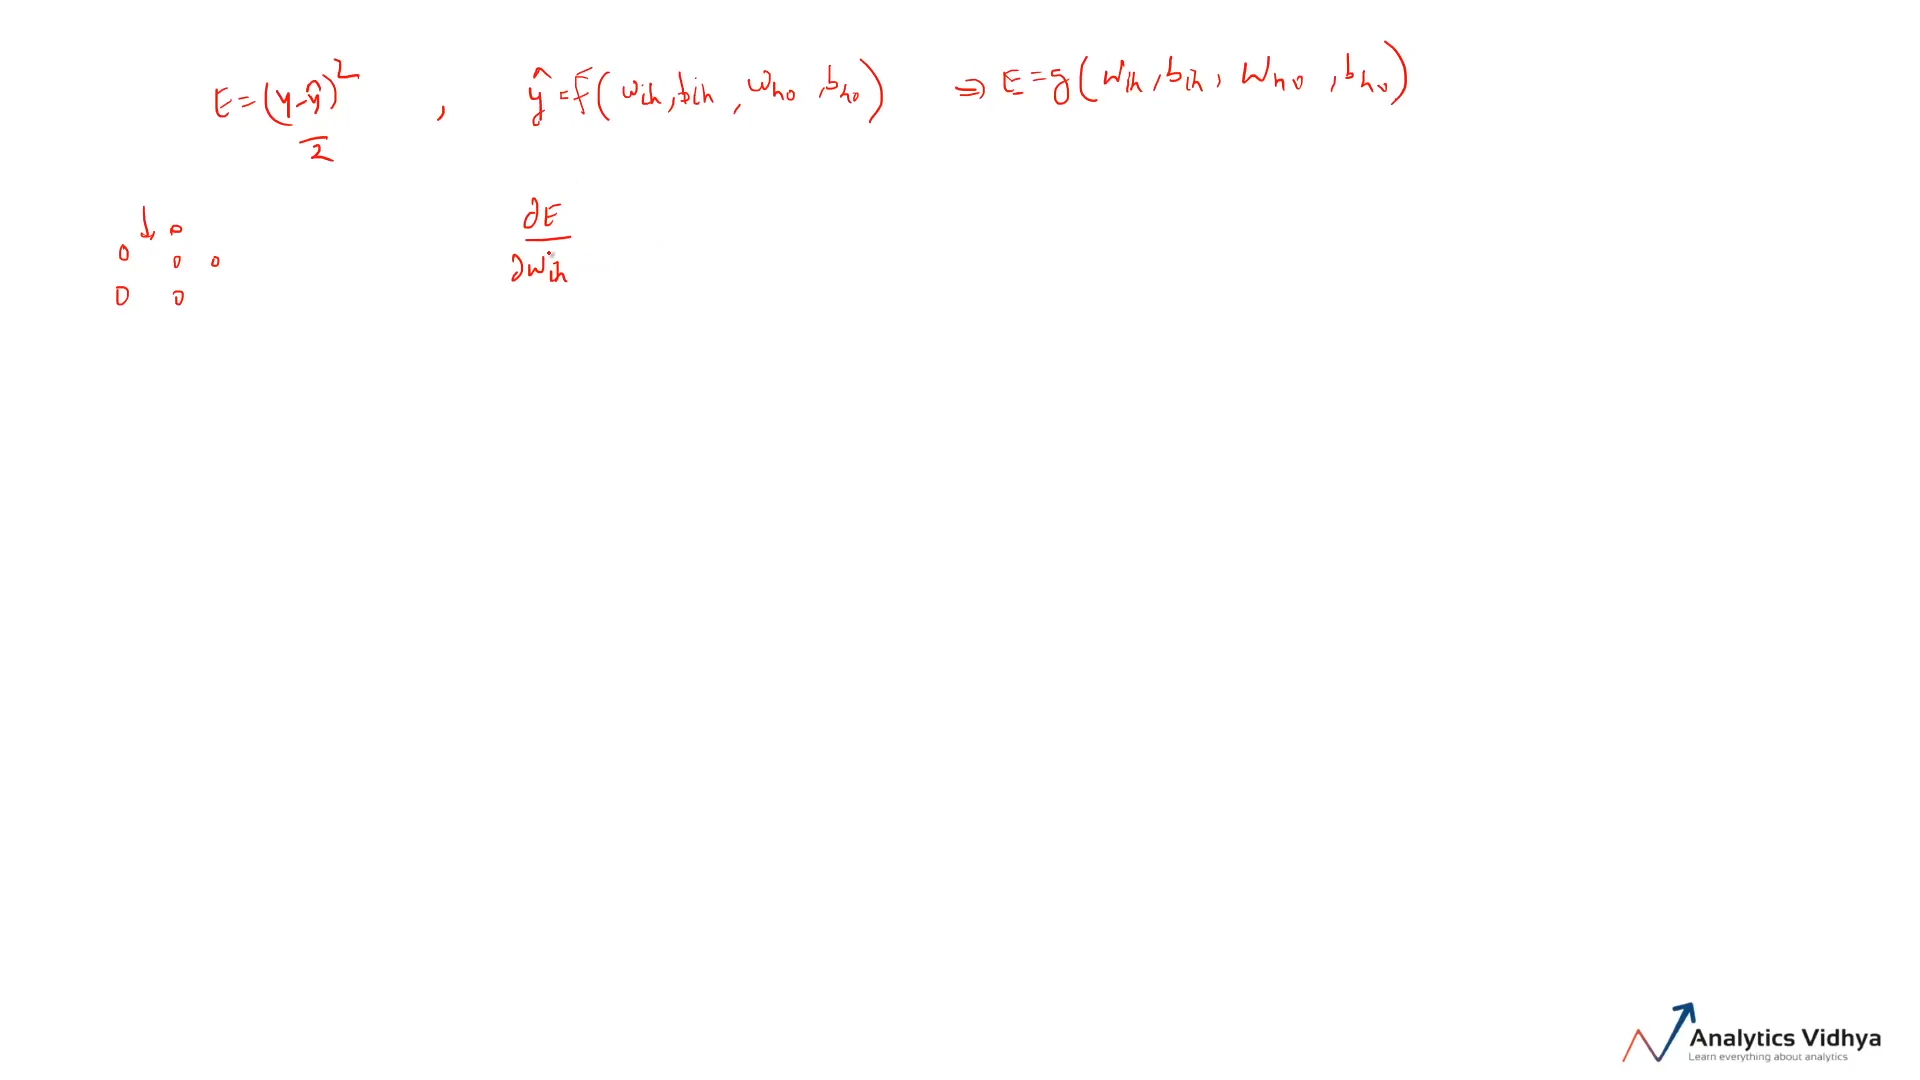 E = (y-ŷ)²/2 , ŷ = f(wih, bih, who, bho) ⇒ E = g(wih, bih, who, bho)
∂E
∂wih
Analytics Vidhya
Learn everything about analytics